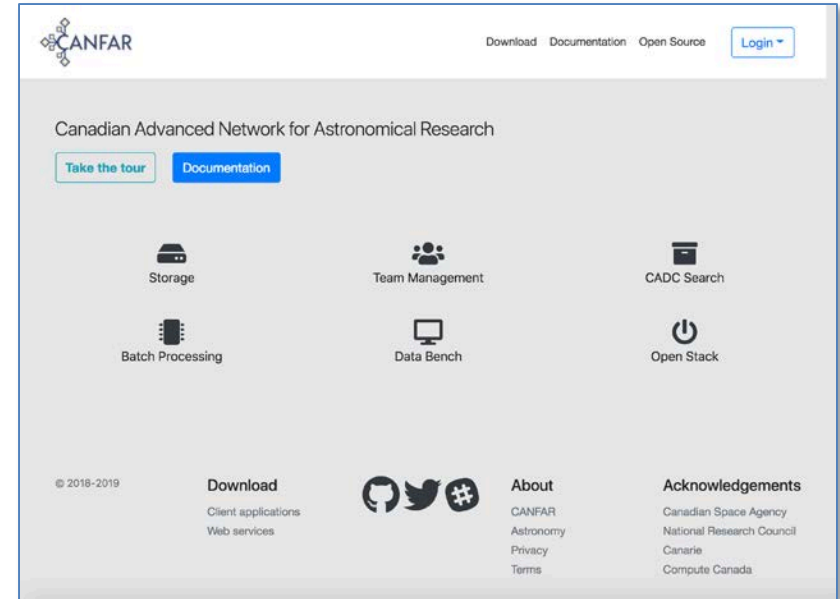 CANFAR
Download Documentation Open Source Login
Canadian Advanced Network for Astronomical Research
Take the tour Documentation
Storage Team Management CADC Search
Batch Processing Data Bench Open Stack
© 2018-2019
Download
Client applications
Web services
About
CANFAR
Astronomy
Privacy
Terms
Acknowledgements
Canadian Space Agency
National Research Council
Canarie
Compute Canada